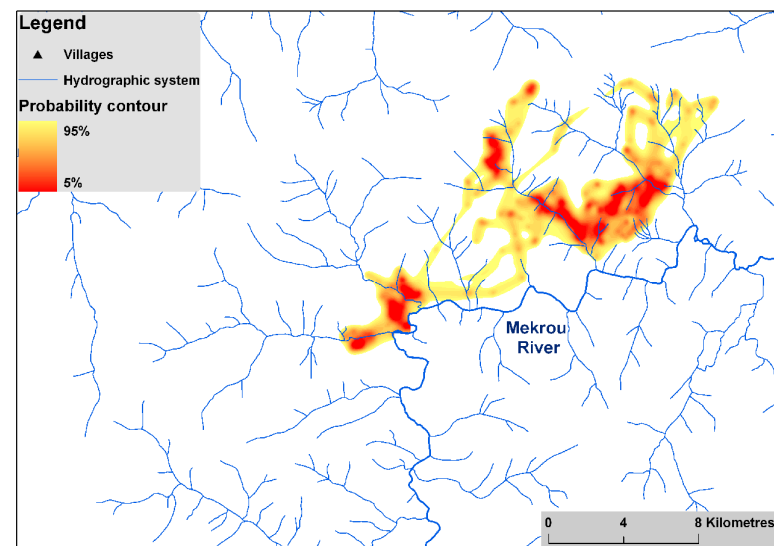 Legend
Villages
Hydrographic system
Probability contour
95%
5%
Mekrou
River
0 4 8 Kilometres